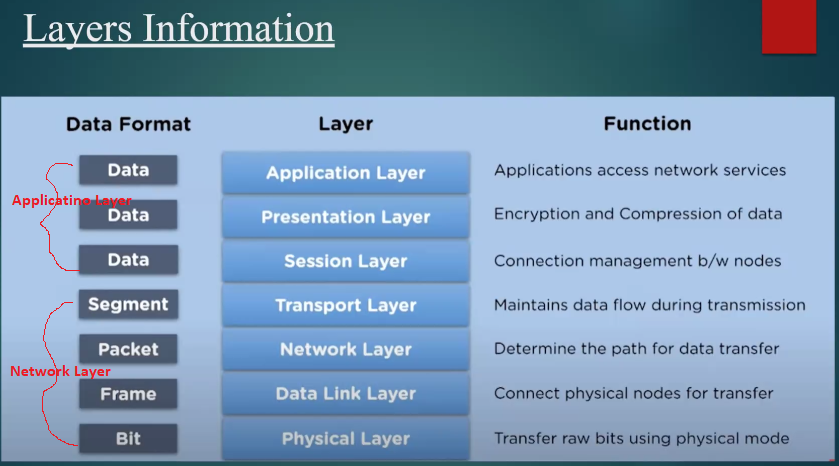 Layers Information
Data Format Layer Function
Data Application Layer Applications access network services
Applicatino Layer
Data Presentation Layer Encryption and Compression of data
Data Session Layer Connection management b/w nodes
Segment Transport Layer Maintains data flow during transmission
Packet Network Layer Determine the path for data transfer
Network Layer
Frame Data Link Layer Connect physical nodes for transfer
Bit Physical Layer Transfer raw bits using physical mode